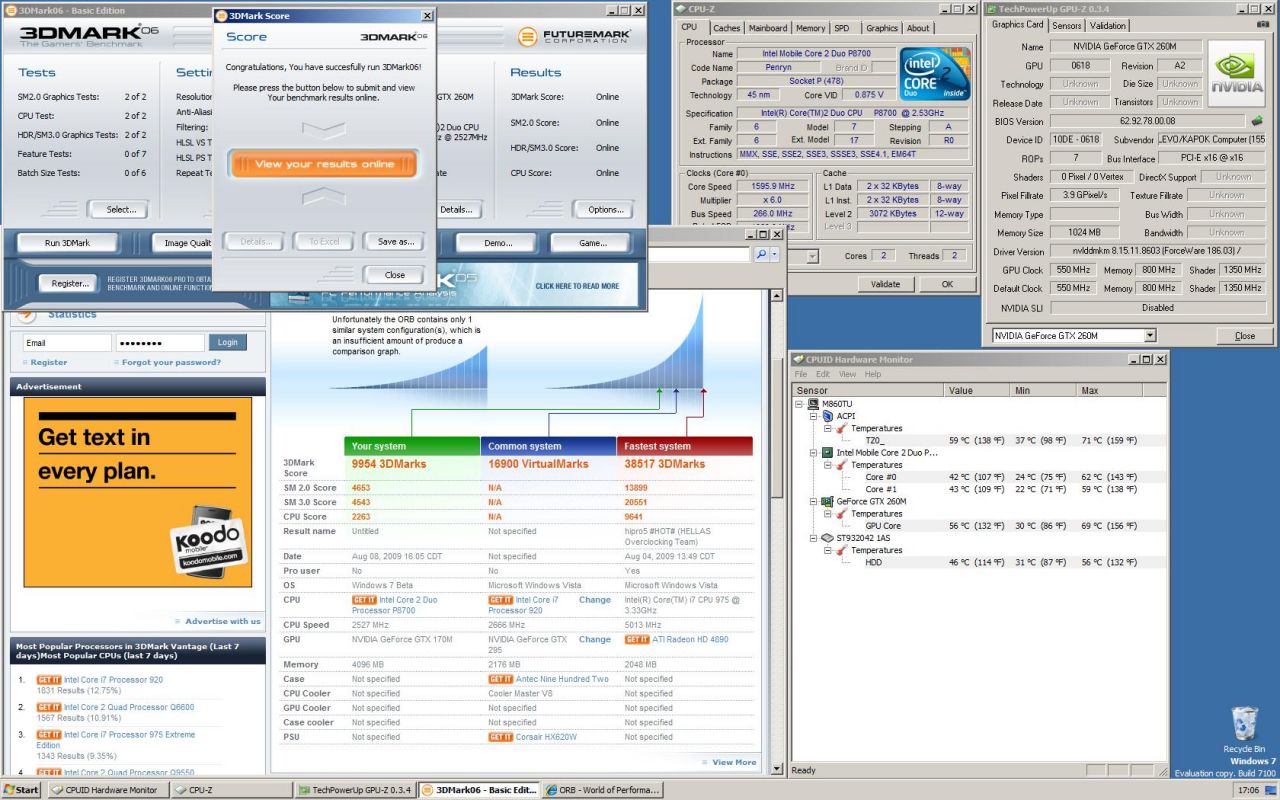 3DMark06 - Basic Edition
3DMARK06
The Gamers' Benchmark
FUTUREMARK
CORPORATION
Tests
SM2.0 Graphics Tests: 2 of 2
CPU Test: 2 of 2
HDR/SM3.0 Graphics Tests: 2 of 2
Feature Tests: 0 of 7
Batch Size Tests: 0 of 6
Select...
Resolution
Filtering:
HLSL VS T
HLSL PS T
Repeat T
GTX 260M
2 Duo CPU
@ 2527MHz
Details...
Results
3DMark Score: Online
SM2.0 Score: Online
HDR/SM3.0 Score: Online
CPU Score: Online
Options...
Run 3DMark
Image Qualit
Demo...
Game...
Register...
REGISTER 3DMARK06 PRO TO OBTA
BENCHMARK AND ONLINE FUNCTION
PC Performance Analysis
CLICK HERE TO READ MORE
3DMark Score
Score
3DMARK06
Congratulations, You have succesfully run 3DMark06!
Please press the button below to submit and view
Your benchmark results online.
View your results online
Details...
To Excel
Save as...
Close
CPU-Z
CPU Caches Mainboard Memory SPD Graphics About
Processor
Name Intel Mobile Core 2 Duo P8700
Code Name Penryn Brand ID
Package Socket P (478)
Technology 45 nm Core VID 0.875 V
intel
CORE 2
Duo inside
Specification Intel(R) Core(TM)2 Duo CPU P8700 @ 2.53GHz
Family 6 Model 7 Stepping A
Ext. Family 6 Ext. Model 17 Revision R0
Instructions MMX, SSE, SSE2, SSE3, SSSE3, SSE4.1, EM64T
Clocks (Core #0)
Core Speed 1595.9 MHz
Multiplier x 6.0
Bus Speed 266.0 MHz
Cache
L1 Data 2 x 32 KBytes 8-way
L1 Inst. 2 x 32 KBytes 8-way
Level 2 3072 KBytes 12-way
Level 3
Cores 2 Threads 2
Validate
OK
TechPowerUp GPU-Z 0.3.4
Graphics Card Sensors Validation
Name NVIDIA GeForce GTX 260M
GPU G618 Revision A2
Technology Unknown Die Size Unknown
Release Date Unknown Transistors Unknown
NVIDIA
BIOS Version 62.92.78.00.08
Device ID 10DE - 0618 Subvendor LEVO/KAPOK Computer (155
ROPs 7 Bus Interface PCI-E x16 @ x16
Shaders 0 Pixel / 0 Vertex DirectX Support Unknown
Pixel Fillrate 3.9 GPixel/s Texture Fillrate Unknown
Memory Type Bus Width Unknown
Memory Size 1024 MB Bandwidth Unknown
Driver Version nvlddmkm 8.15.11.8603 (ForceWare 186.03) /
GPU Clock 550 MHz Memory 800 MHz Shader 1350 MHz
Default Clock 550 MHz Memory 800 MHz Shader 1350 MHz
NVIDIA SLI Disabled
NVIDIA GeForce GTX 260M
Close
Statistics
Email
Login
Register
Forgot your password?
Advertisement
Get text in
every plan.
koodo
mobile
koodomobile.com
Advertise with us
Most Popular Processors in 3DMark Vantage (Last 7
days)Most Popular CPUs (last 7 days)
1. GET IT Intel Core i7 Processor 920
1831 Results (12.75%)
2. GET IT Intel Core 2 Quad Processor Q6600
1567 Results (10.91%)
3. GET IT Intel Core i7 Processor 975 Extreme
Edition
1343 Results (9.35%)
4. GET IT Intel Core 2 Quad Processor Q9550
Unfortunately the ORB contains only 1
similar system configuration(s), which is
an insufficient amount of produce a
comparison graph.
Your system Common system Fastest system
3DMark Score 9954 3DMarks 16900 VirtualMarks 38517 3DMarks
SM 2.0 Score 4653 N/A 13899
SM 3.0 Score 4543 N/A 20551
CPU Score 2263 N/A 9641
Result name Untitled Not specified hipro5 #HOT# (HELLAS Overclocking Team)
Date Aug 08, 2009 16:05 CDT Not specified Aug 04, 2009 13:49 CDT
Pro user No No Yes
OS Windows 7 Beta Microsoft Windows Vista Microsoft Windows Vista
CPU GET IT Intel Core 2 Duo Processor P8700 GET IT Intel Core i7 Processor 920 Change Intel(R) Core(TM) i7 CPU 975 @ 3.33GHz
CPU Speed 2527 MHz 2666 MHz 5013 MHz
GPU NVIDIA GeForce GTX 170M NVIDIA GeForce GTX 295 Change GET IT ATI Radeon HD 4890
Memory 4096 MB 2176 MB 2048 MB
Case Not specified GET IT Antec Nine Hundred Two Not specified
CPU Cooler Not specified Cooler Master V8 Not specified
GPU Cooler Not specified Not specified Not specified
Case cooler Not specified Not specified Not specified
PSU Not specified GET IT Corsair HX620W Not specified
View More
CPUID Hardware Monitor
File Edit View Help
Sensor Value Min Max
M860TU
ACPI
Temperatures
TZ0_ 59 °C (138 °F) 37 °C (98 °F) 71 °C (159 °F)
Intel Mobile Core 2 Duo P...
Temperatures
Core #0 42 °C (107 °F) 24 °C (75 °F) 62 °C (143 °F)
Core #1 43 °C (109 °F) 22 °C (71 °F) 59 °C (138 °F)
GeForce GTX 260M
Temperatures
GPU Core 56 °C (132 °F) 30 °C (86 °F) 69 °C (156 °F)
ST932042 1AS
Temperatures
HDD 46 °C (114 °F) 31 °C (87 °F) 56 °C (132 °F)
Ready
Recycle Bin
Windows 7
Evaluation copy. Build 7100
Start
CPUID Hardware Monitor
CPU-Z
TechPowerUp GPU-Z 0.3.4
3DMark06 - Basic Edit...
ORB - World of Performa...
17:06